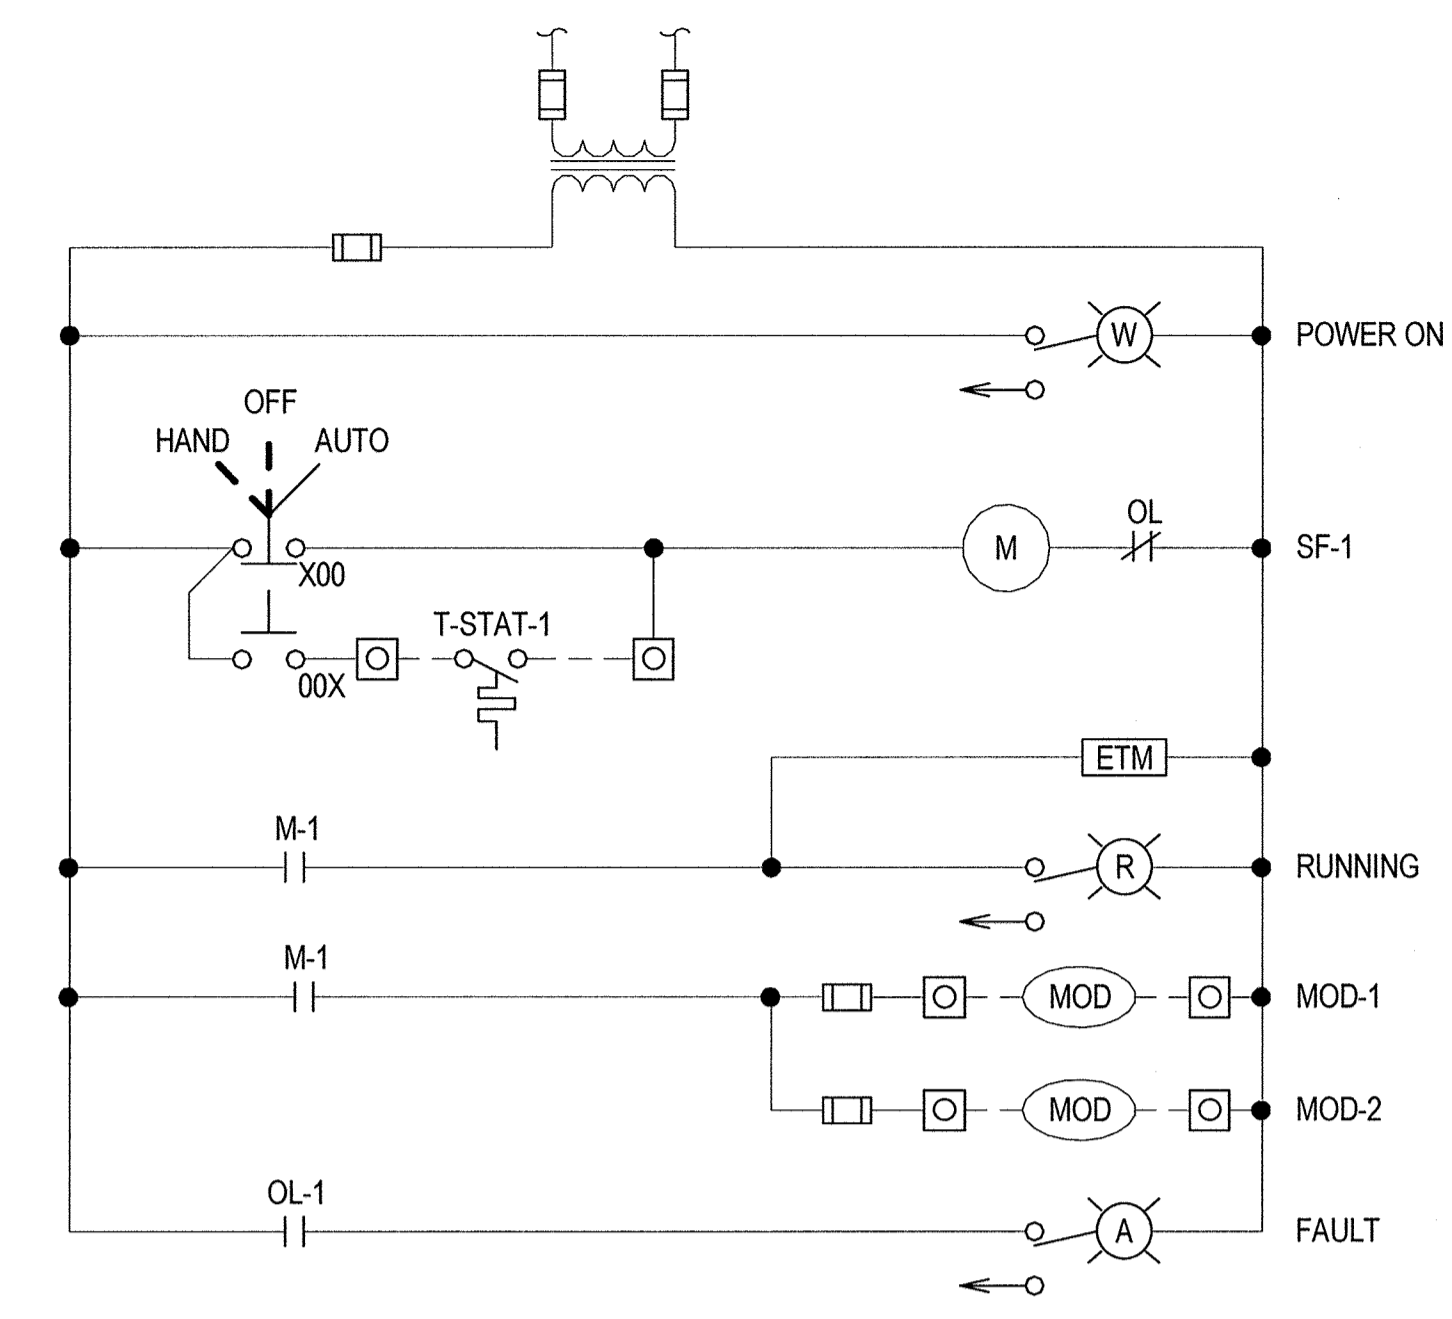 W
POWER ON
OFF
HAND
AUTO
X00
M
OL
SF-1
T-STAT-1
00X
ETM
M-1
R
RUNNING
M-1
MOD
MOD-1
MOD
MOD-2
OL-1
A
FAULT